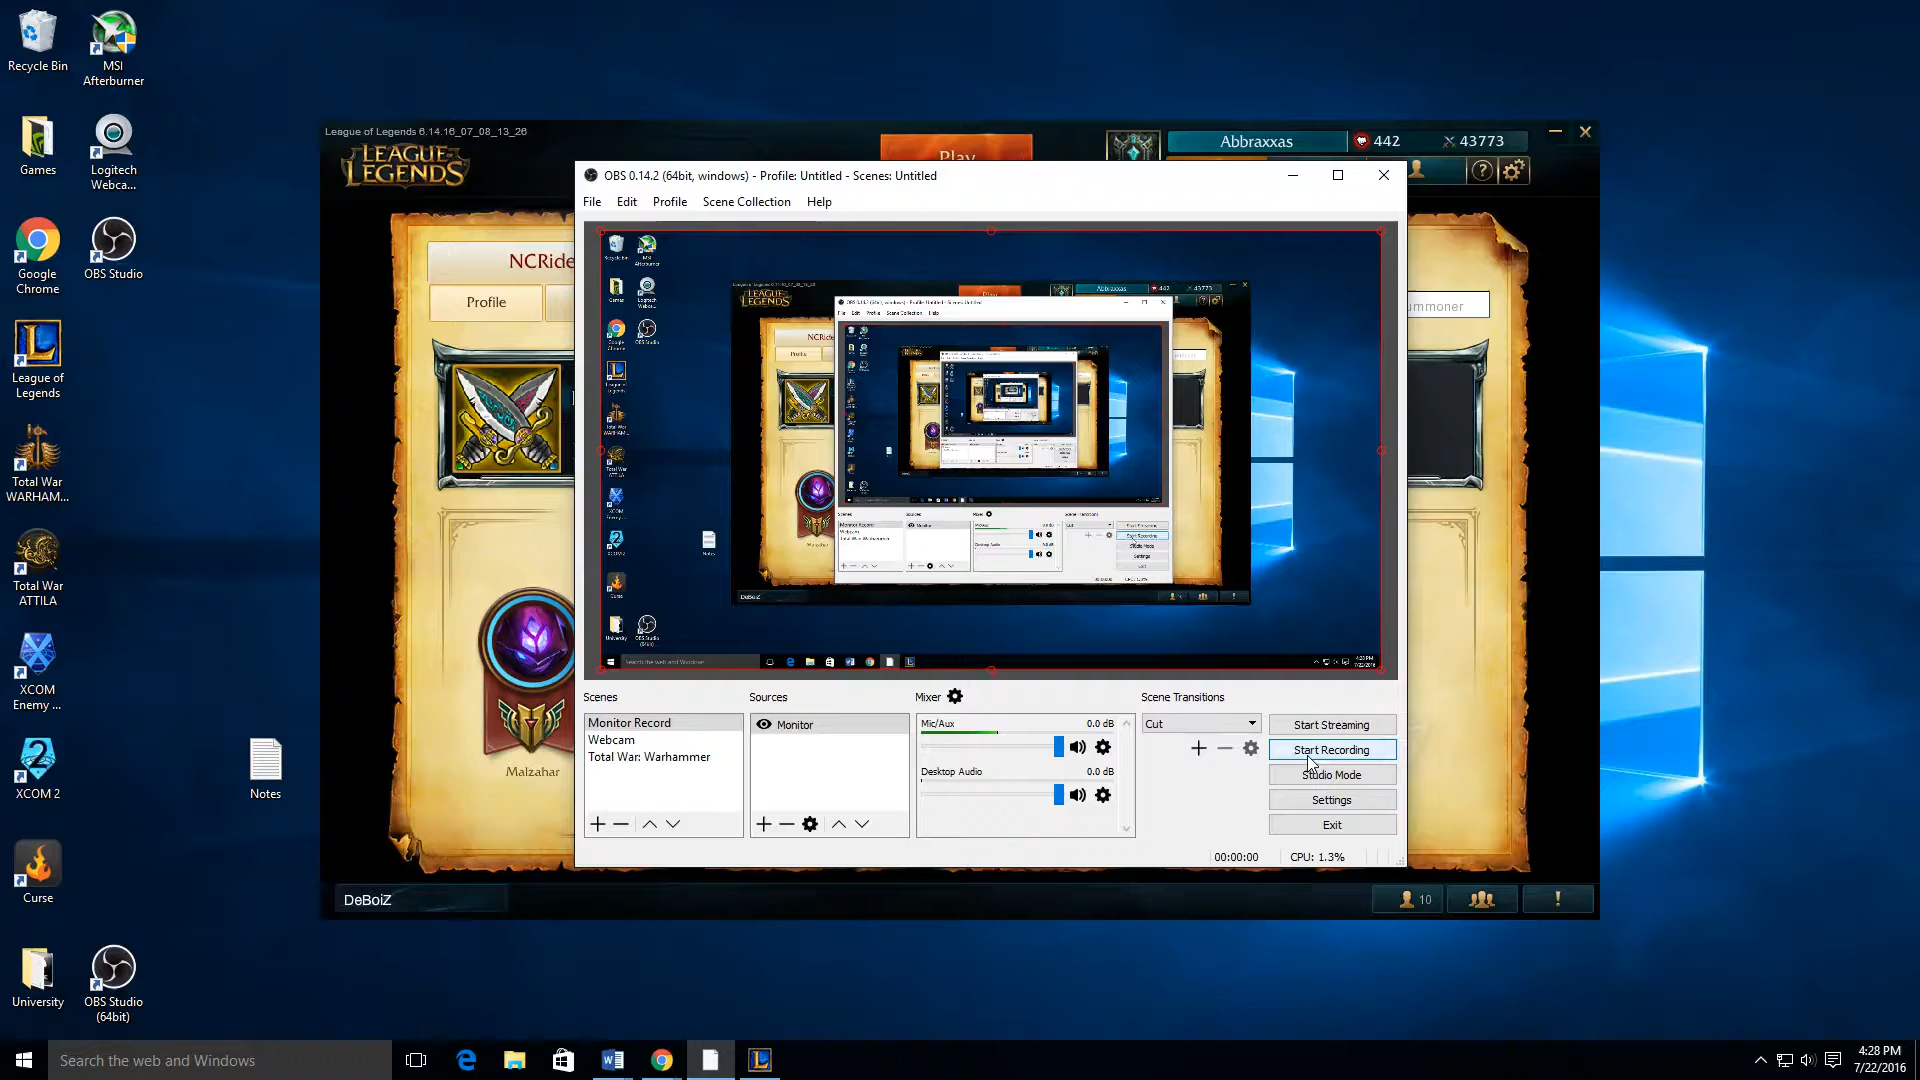 Recycle Bin
MSI
Afterburner
Games
Logitech
Webca...
Google
Chrome
OBS Studio
League of
Legends
Total War
WARHAM...
Total War
ATTILA
XCOM
Enemy ...
XCOM 2
Notes
Curse
University
OBS Studio
(64bit)
League of Legends 6.14.16_07_08_13_26
LEAGUE OF
LEGENDS
Play
Abbraxxas
442
43773
?
NCRide
Profile
ummoner
Malzahar
DeBoiZ
10
!
OBS 0.14.2 (64bit, windows) - Profile: Untitled - Scenes: Untitled
File Edit Profile Scene Collection Help
Scenes
Monitor Record
Webcam
Total War: Warhammer
Sources
Monitor
Mixer
Mic/Aux 0.0 dB
Desktop Audio 0.0 dB
Scene Transitions
Cut
Start Streaming
Start Recording
Studio Mode
Settings
Exit
00:00:00
CPU: 1.3%
Search the web and Windows
4:28 PM
7/22/2016